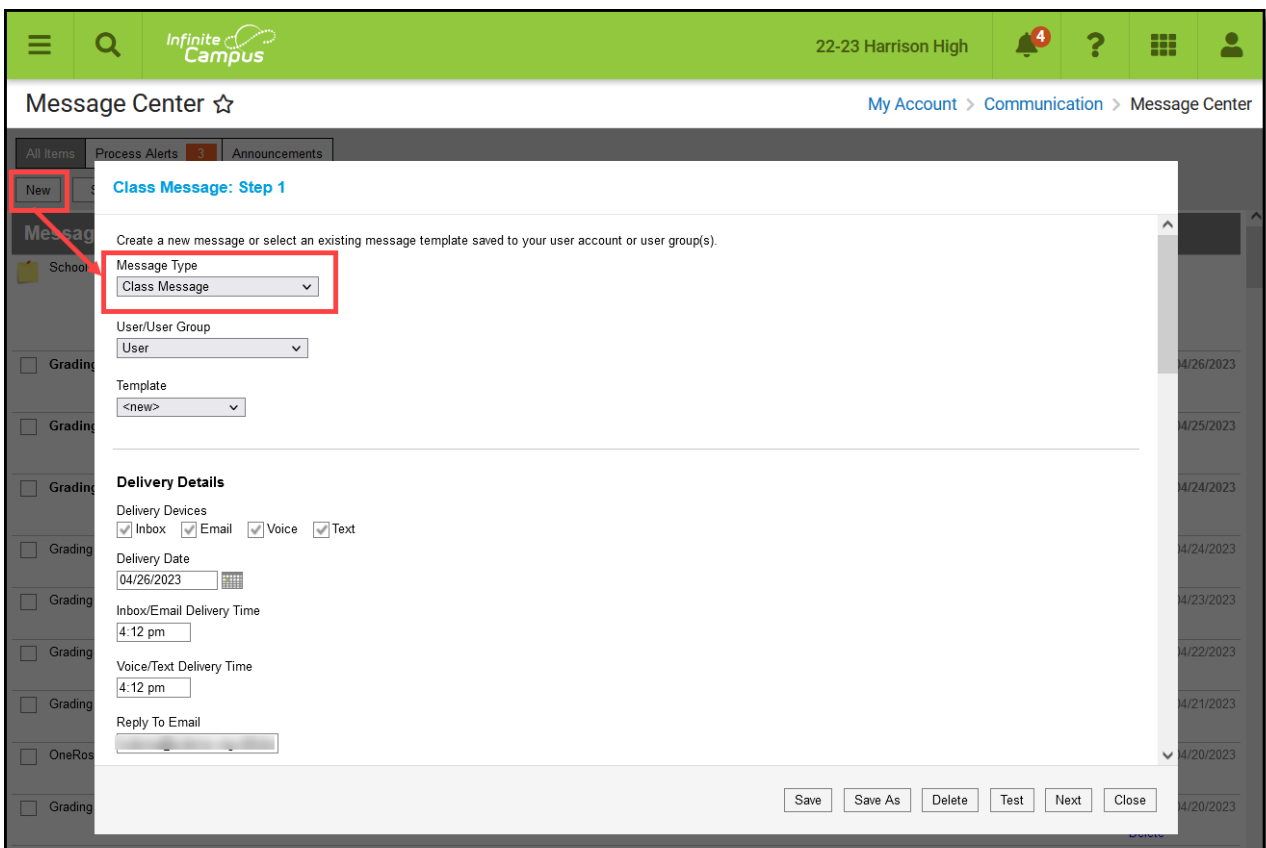 Infinite Campus
22-23 Harrison High
4
?
Message Center
My Account > Communication > Message Center
All Items Process Alerts 3 Announcements
New
Class Message: Step 1
Create a new message or select an existing message template saved to your user account or user group(s).
Message Type
School
Class Message
User/User Group
User
Grading
04/26/2023
Template
<new>
Grading
04/25/2023
Delivery Details
Grading
04/24/2023
Delivery Devices
Inbox Email Voice Text
Grading
04/24/2023
Delivery Date
04/26/2023
Grading
04/23/2023
Inbox/Email Delivery Time
4:12 pm
Grading
04/22/2023
Voice/Text Delivery Time
4:12 pm
Grading
04/21/2023
Reply To Email
04/20/2023
Save Save As Delete Test Next Close
Grading
04/20/2023
Delete